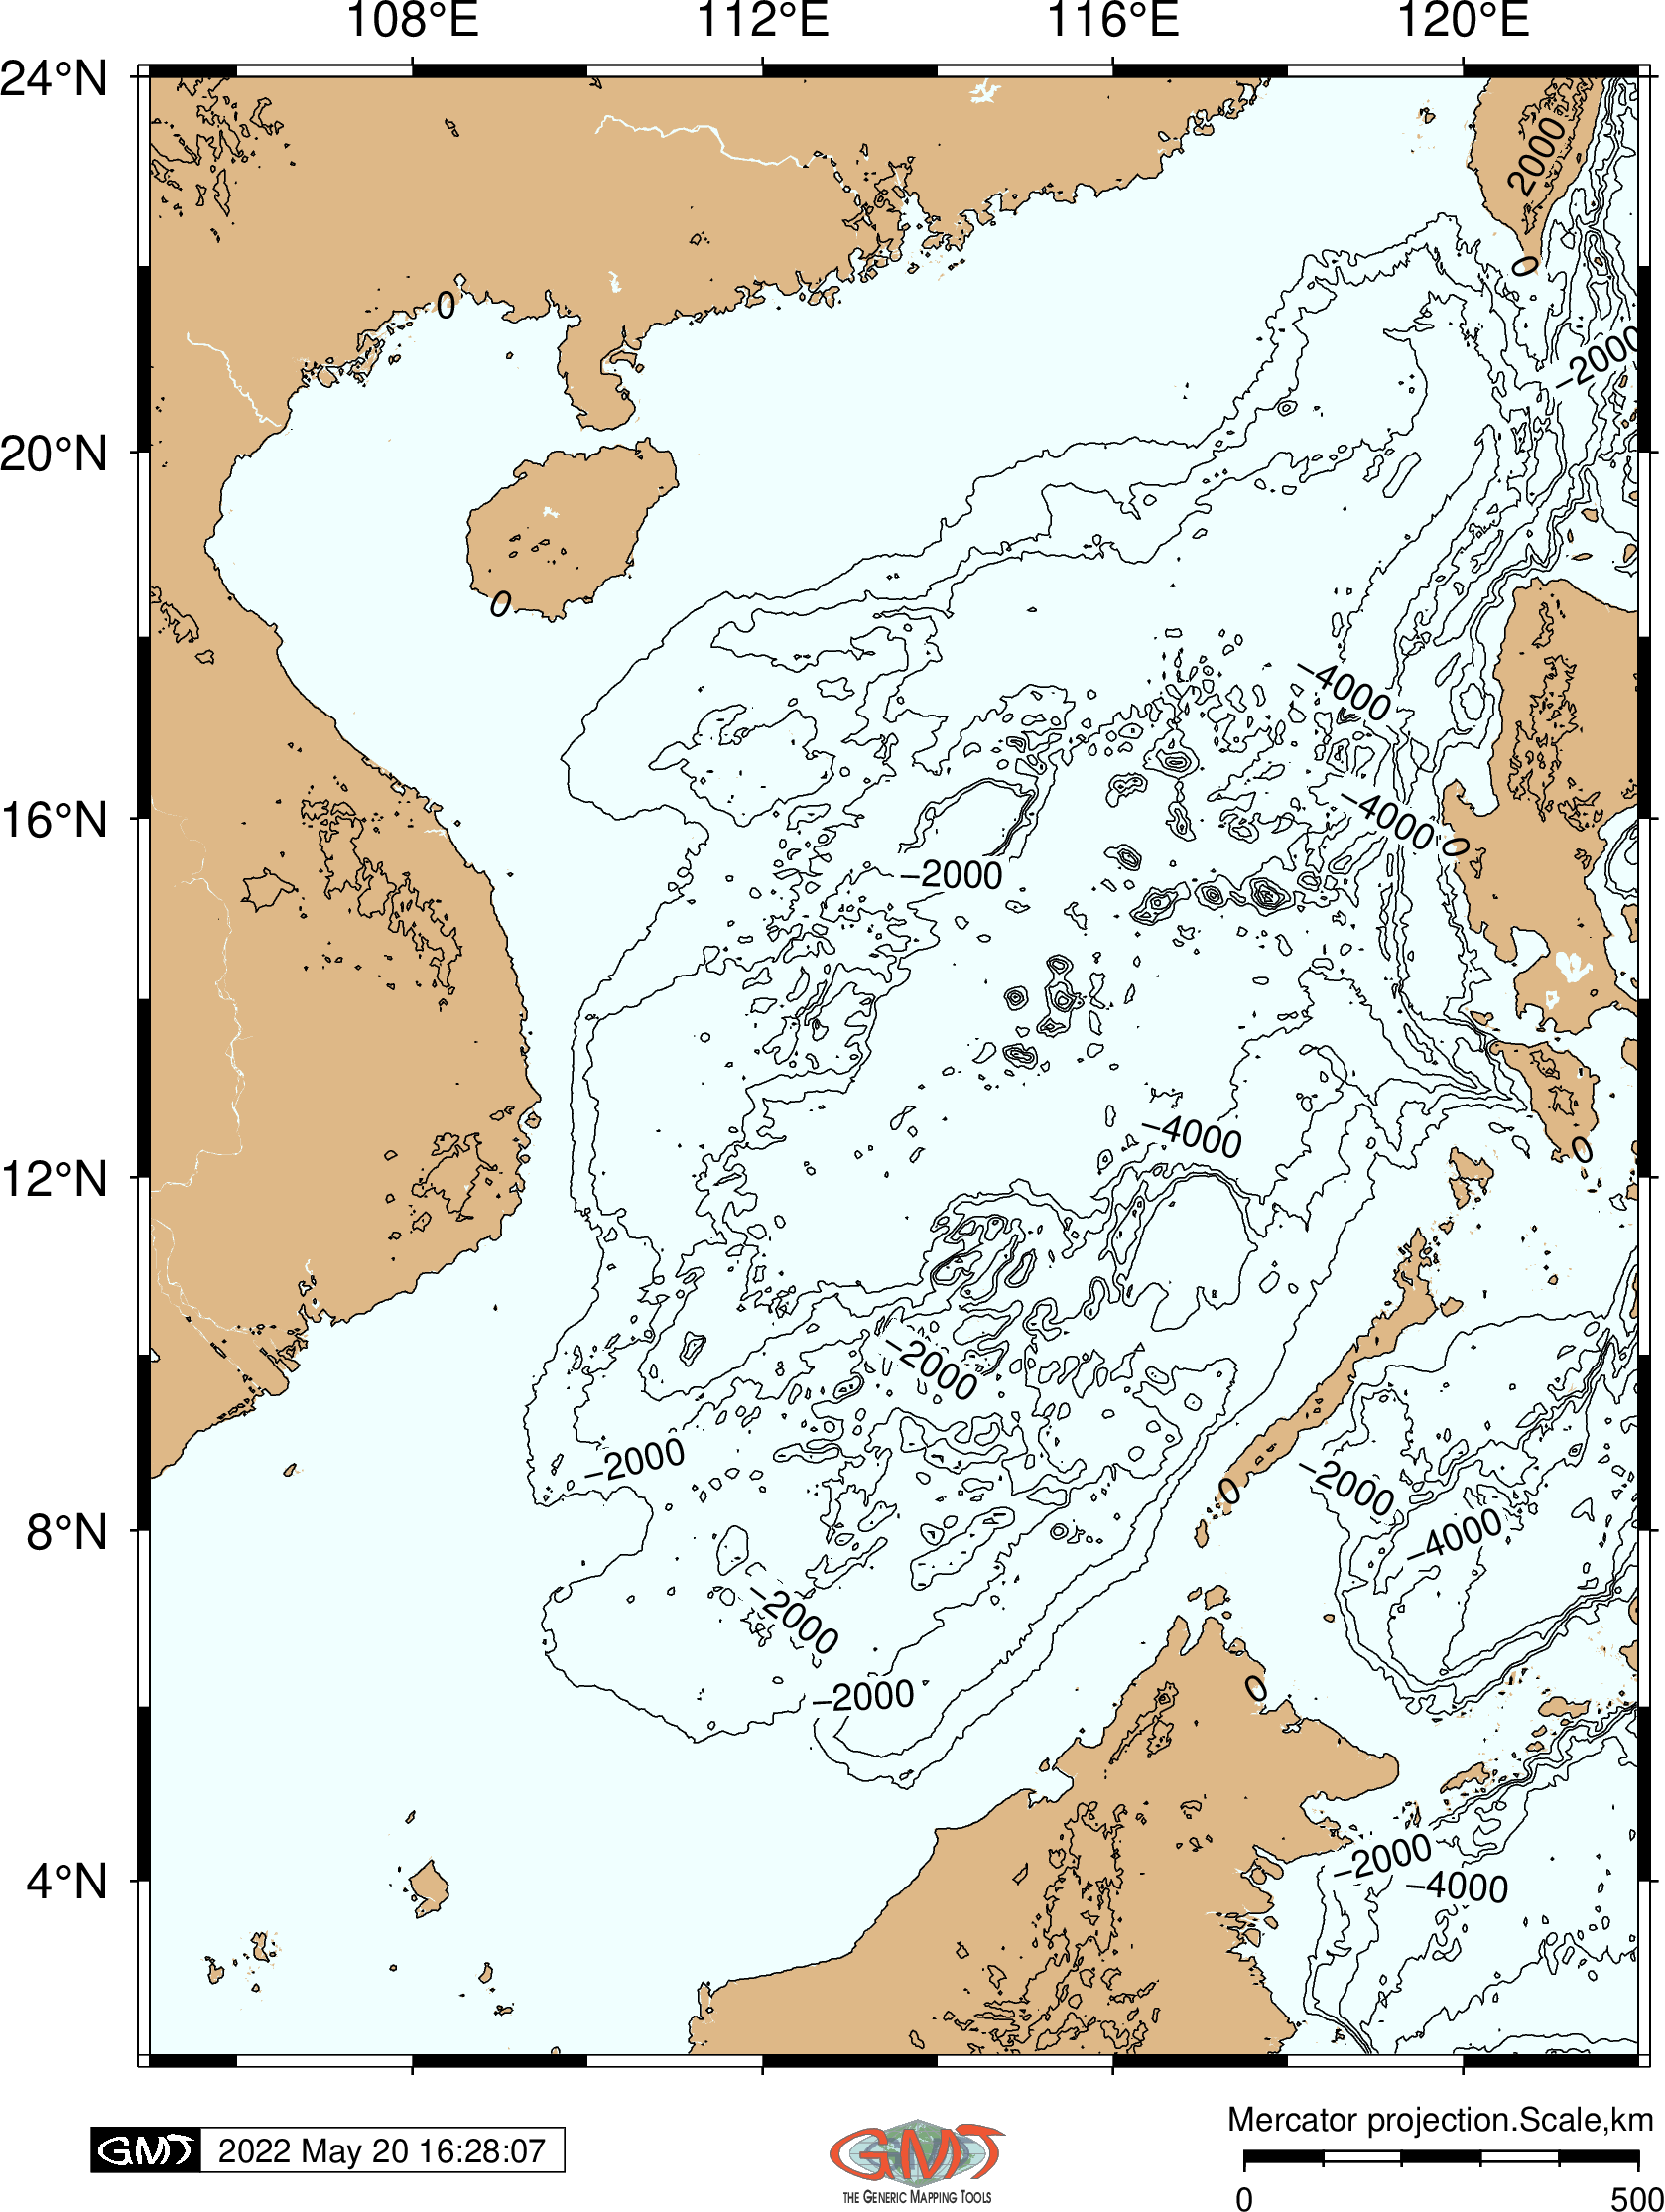 108°E 112°E 116°E 120°E
24°N
2000
0
0
−2000
20°N
0
−4000
16°N
−4000
0
−2000
−4000
12°N
0
−2000
−2000
−2000
0
8°N
−4000
−2000
−2000
0
−2000
4°N
−4000
Mercator projection.Scale,km
GMT 2022 May 20 16:28:07
GMT
THE GENERIC MAPPING TOOLS
0 500